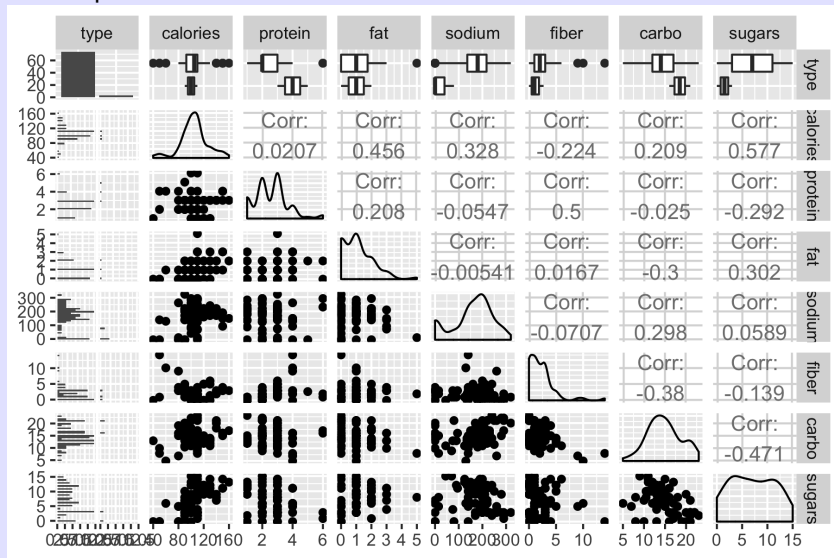 type calories protein fat sodium fiber carbo sugars
60
40
20
0
type
160
120
80
40
Corr: Corr: Corr: Corr: Corr: Corr:
0.0207 0.456 0.328 -0.224 0.209 0.577
calories
6
4
2
Corr: Corr: Corr: Corr: Corr:
0.208 -0.0547 0.5 -0.025 -0.292
protein
5
4
3
2
1
0
Corr: Corr: Corr: Corr:
-0.00541 0.0167 -0.3 0.302
fat
300
200
100
0
Corr: Corr: Corr:
-0.0707 0.298 0.0589
sodium
10
5
0
Corr: Corr:
-0.38 -0.139
fiber
20
15
10
5
Corr:
-0.471
carbo
15
10
5
0
sugars
40 80 120 160 2 4 6 0 1 2 3 4 5 0 100 200 300 0 5 10 5 10 15 20 0 5 10 15